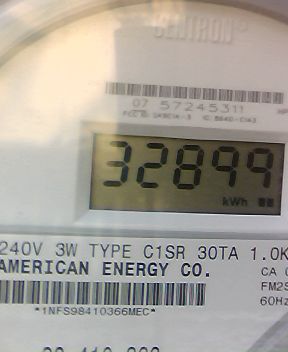 CENTRON®
07 57245311
32899
kWh
240V 3W TYPE C1SR 30TA 1.0K
AMERICAN ENERGY CO.
CA
FM2S
60Hz
*1NFS98410366MEC*